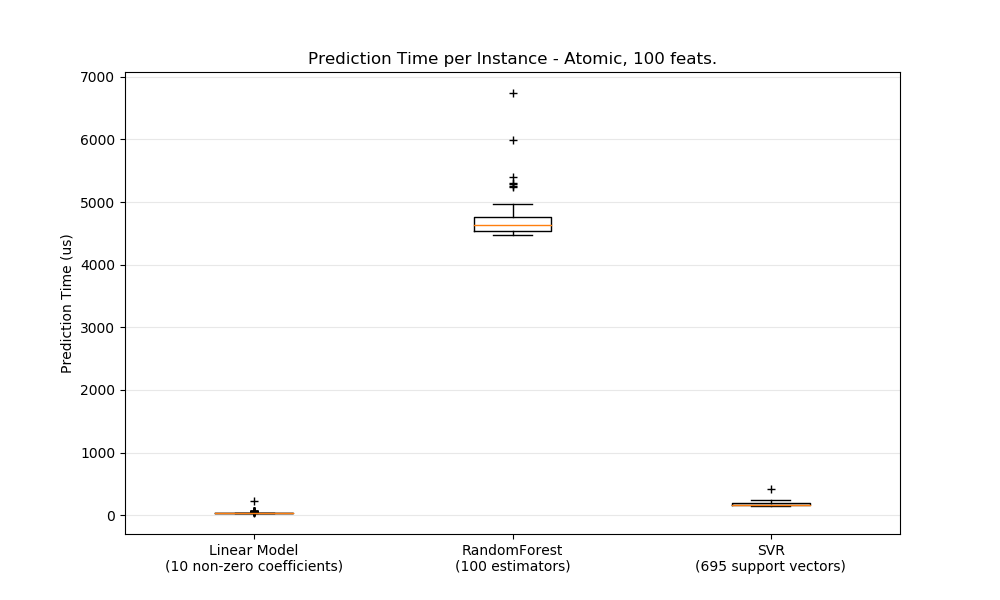 Prediction Time per Instance - Atomic, 100 feats.
Prediction Time (us)
7000
6000
5000
4000
3000
2000
1000
0
Linear Model
(10 non-zero coefficients)
RandomForest
(100 estimators)
SVR
(695 support vectors)